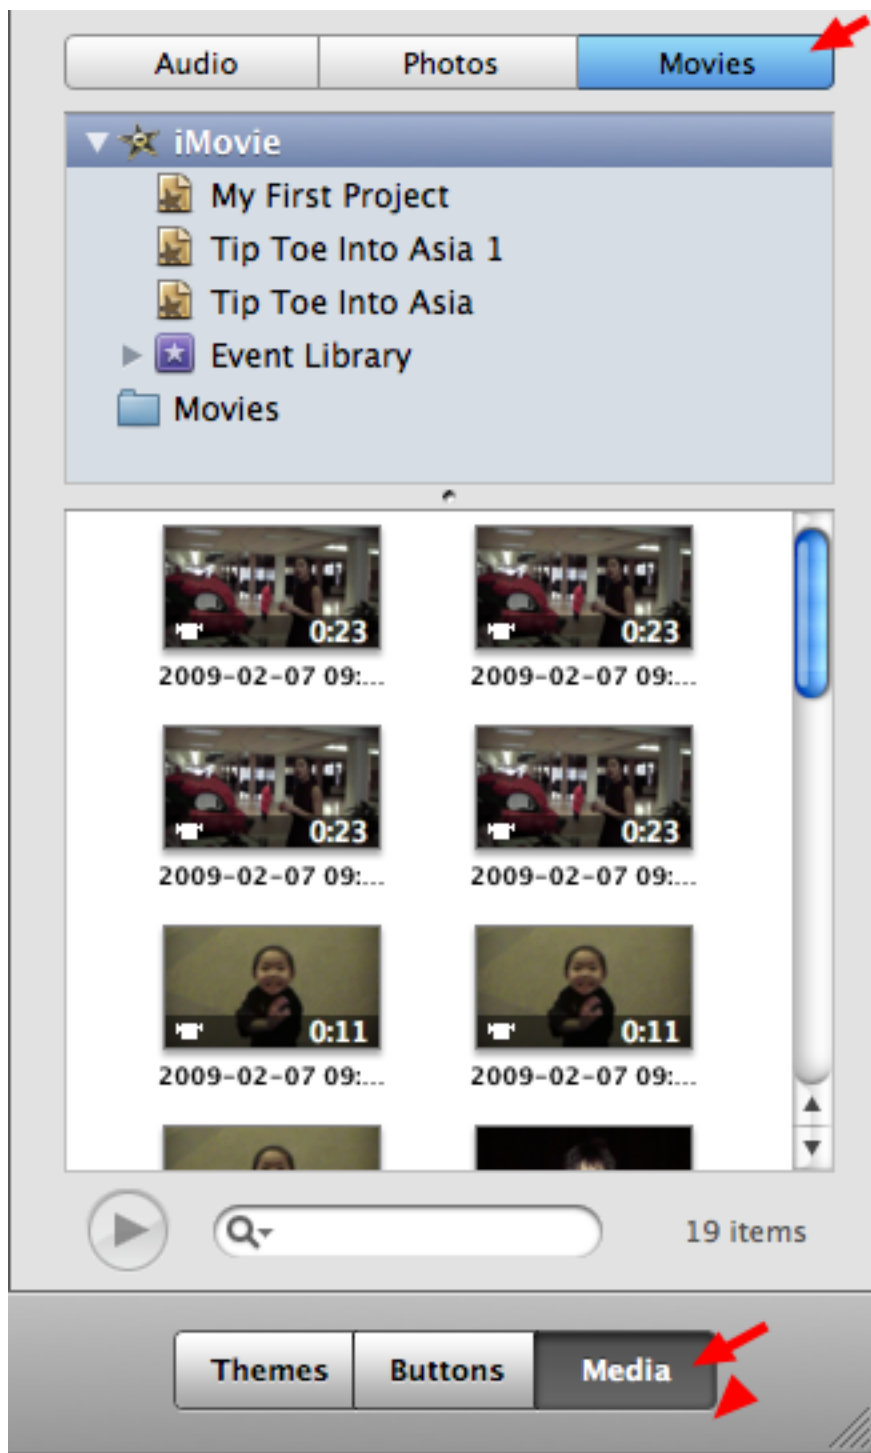 Audio Photos Movies
iMovie
My First Project
Tip Toe Into Asia 1
Tip Toe Into Asia
Event Library
Movies
0:23 0:23
2009-02-07 09:... 2009-02-07 09:...
0:23 0:23
2009-02-07 09:... 2009-02-07 09:...
0:11 0:11
2009-02-07 09:... 2009-02-07 09:...
19 items
Themes Buttons Media